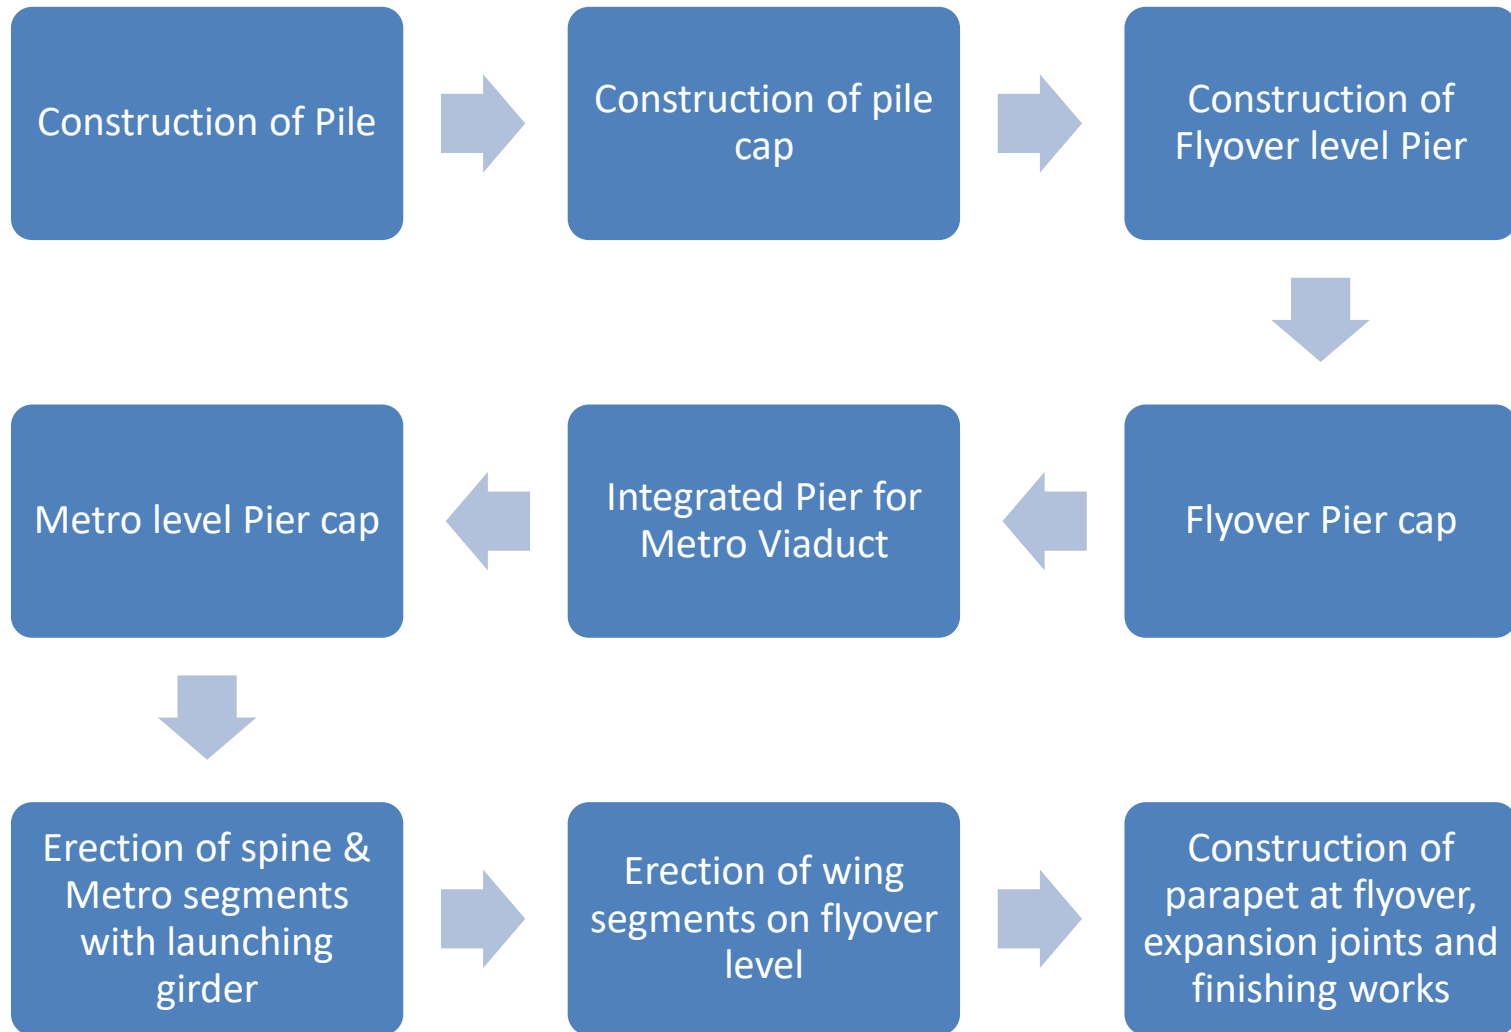 Construction of Pile
Construction of pile
cap
Construction of
Flyover level Pier
Flyover Pier cap
Integrated Pier for
Metro Viaduct
Metro level Pier cap
Erection of spine &
Metro segments
with launching
girder
Erection of wing
segments on flyover
level
Construction of
parapet at flyover,
expansion joints and
finishing works